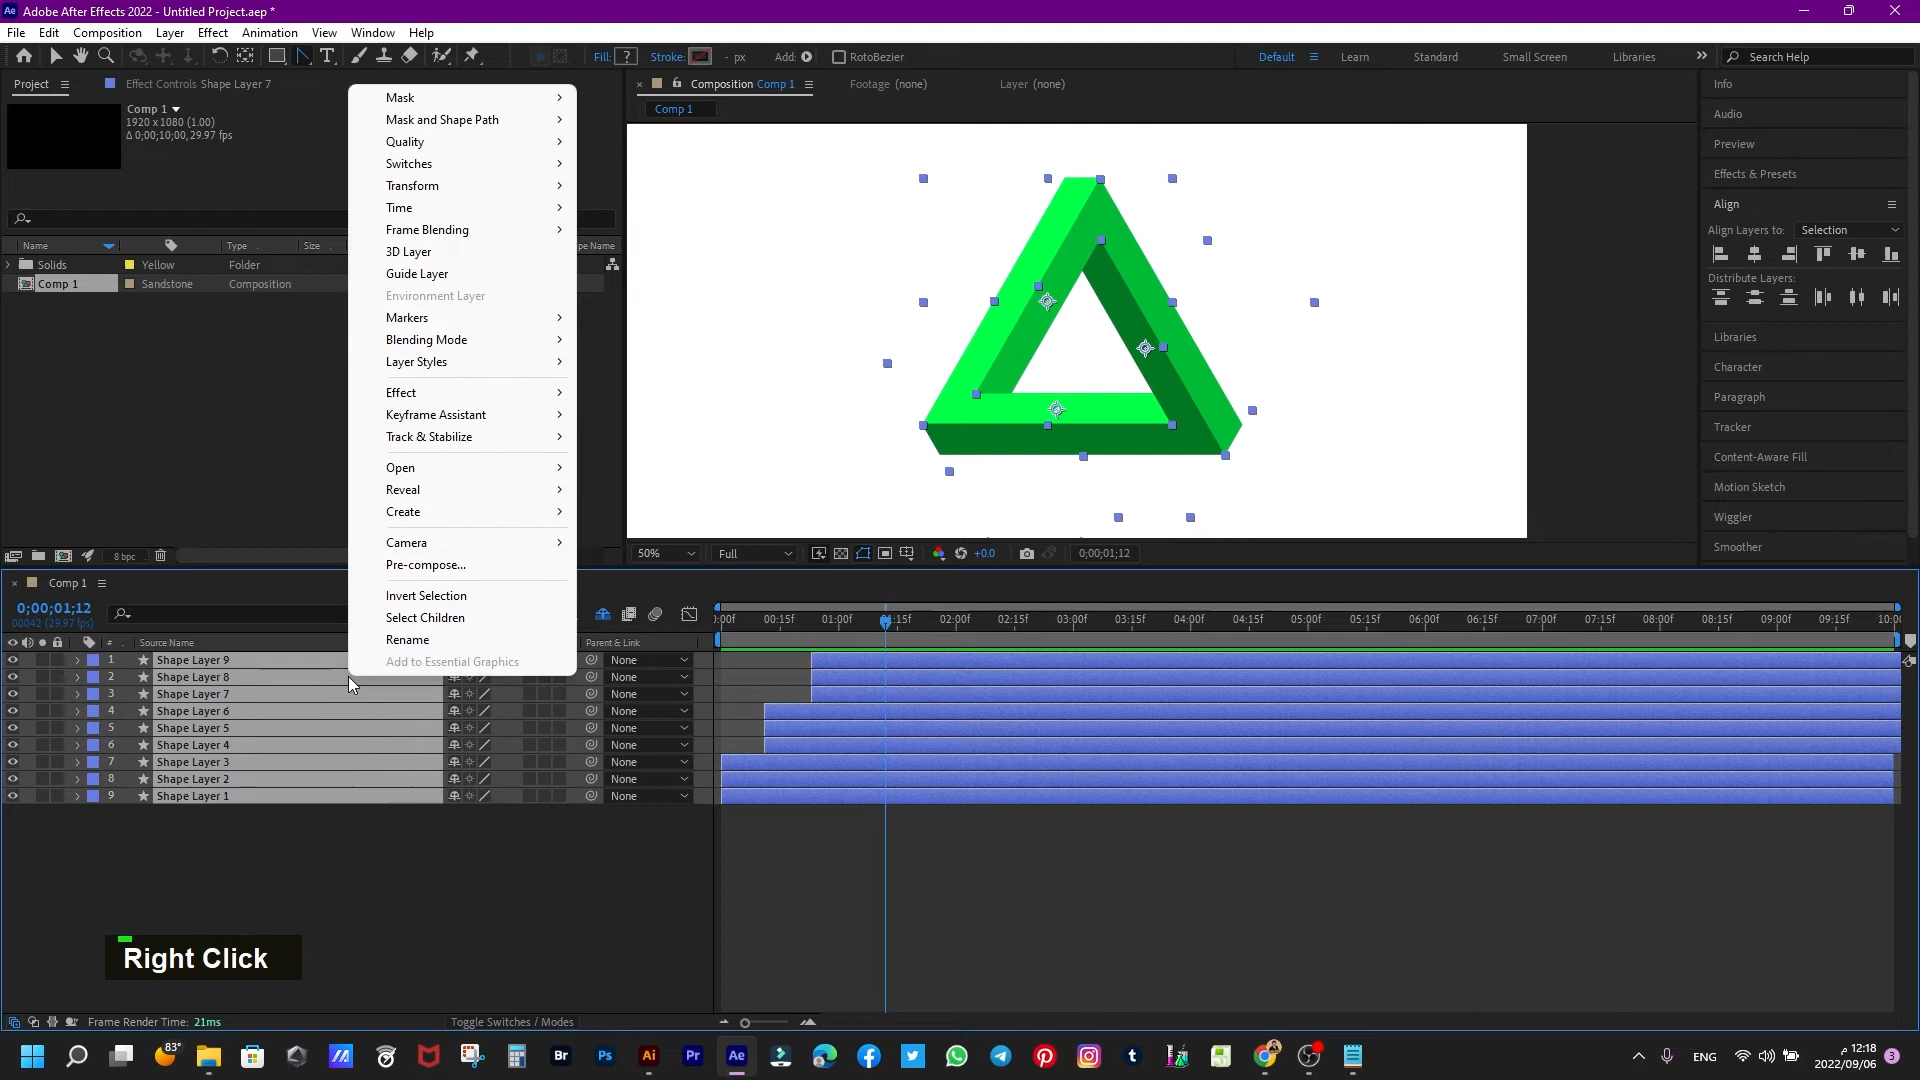 Ae Adobe After Effects 2022 - Untitled Project.aep *
File Edit Composition Layer Effect Animation View Window Help
Fill: ? Stroke: - px Add: RotoBezier Default Learn Standard Small Screen Libraries Search Help
Project Effect Controls Shape Layer 7
Comp 1
1920 x 1080 (1.00)
Δ 0;00;10;00, 29.97 fps
Name Type Size
Solids Yellow Folder
Comp 1 Sandstone Composition
8 bpc
Mask
Mask and Shape Path
Quality
Switches
Transform
Time
Frame Blending
3D Layer
Guide Layer
Environment Layer
Markers
Blending Mode
Layer Styles
Effect
Keyframe Assistant
Track & Stabilize
Open
Reveal
Create
Camera
Pre-compose...
Invert Selection
Select Children
Rename
Add to Essential Graphics
Composition Comp 1 Footage (none) Layer (none)
Comp 1
50% Full +0.0 0;00;01;12
Info
Audio
Preview
Effects & Presets
Align
Align Layers to: Selection
Distribute Layers:
Libraries
Character
Paragraph
Tracker
Content-Aware Fill
Motion Sketch
Wiggler
Smoother
Comp 1
0;00;01;12
00042 (29.97 fps)
# Source Name Parent & Link
00:15f 01:00f 02:00f 02:15f 03:00f 03:15f 04:00f 04:15f 05:00f 05:15f 06:00f 06:15f 07:00f 07:15f 08:00f 08:15f 09:00f 09:15f
1 Shape Layer 9 None
2 Shape Layer 8 None
3 Shape Layer 7 None
4 Shape Layer 6 None
5 Shape Layer 5 None
6 Shape Layer 4 None
7 Shape Layer 3 None
8 Shape Layer 2 None
9 Shape Layer 1 None
Right Click
Frame Render Time: 21ms Toggle Switches / Modes
83° Br Ps Ai Pr Ae t ENG 12:18 م
2022/09/06 3